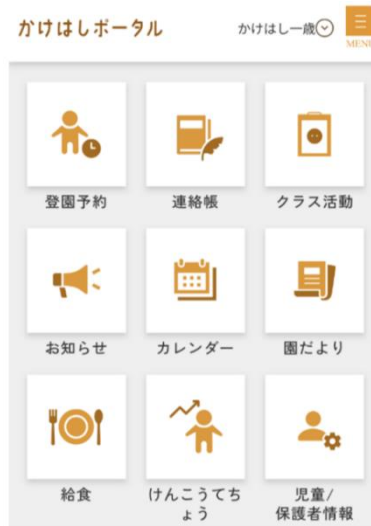 かけはしポータル
かけはし一歳
MENU
登園予約
連絡帳
クラス活動
お知らせ
カレンダー
園だより
給食
けんこうてち
ょう
児童/
保護者情報